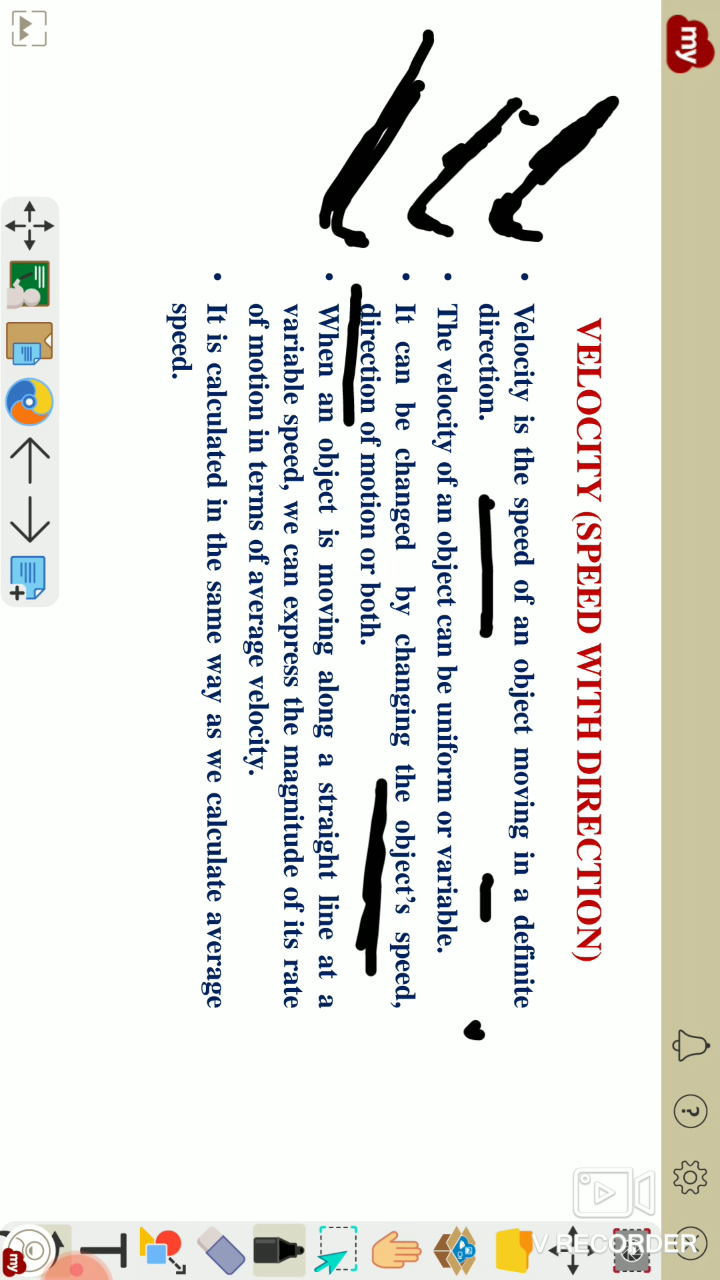 VELOCITY (SPEED WITH DIRECTION)
• Velocity is the speed of an object moving in a definite
direction.
• The velocity of an object can be uniform or variable.
• It can be changed by changing the object’s speed,
direction of motion or both.
• When an object is moving along a straight line at a
variable speed, we can express the magnitude of its rate
of motion in terms of average velocity.
• It is calculated in the same way as we calculate average
speed.
my
?
V RECORDER
my